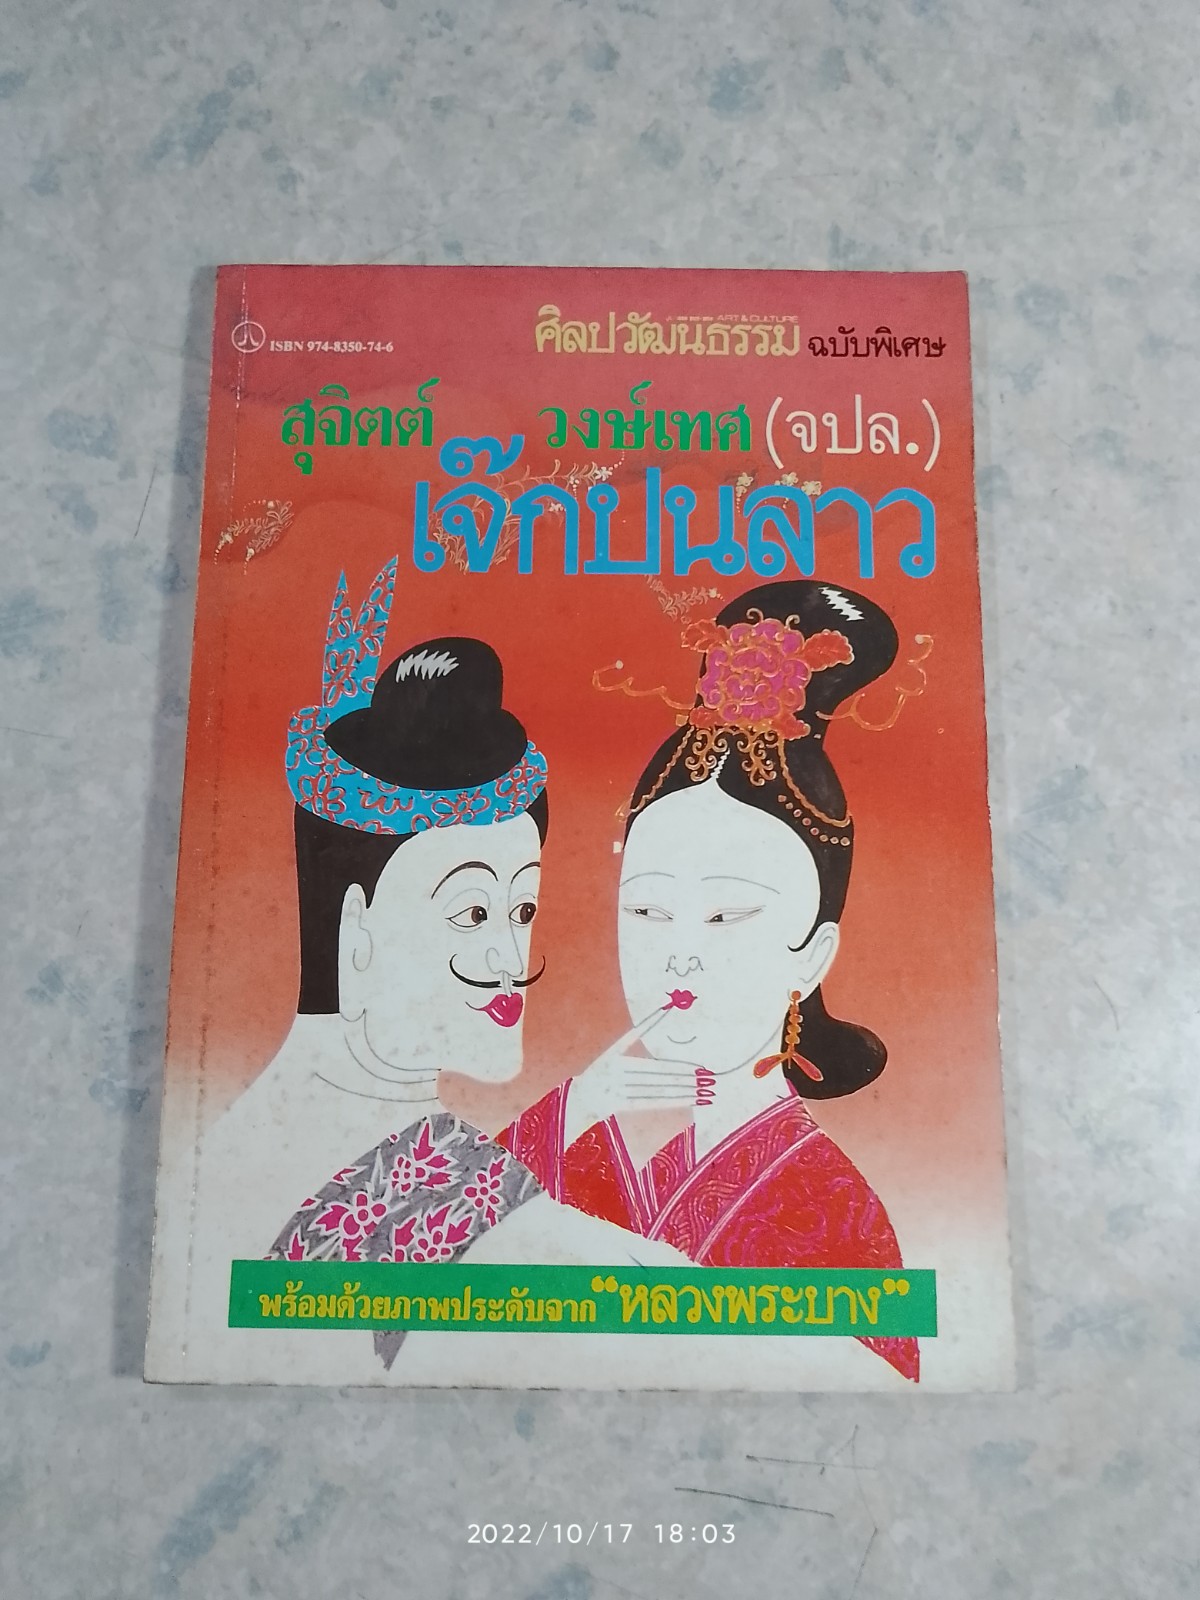 ISBN 974-8350-74-6
ART & CULTURE
ศิลปวัฒนธรรม ฉบับพิเศษ
สุจิตต์ วงษ์เทศ (จปล.)
เจ๊กปนลาว
พร้อมด้วยภาพประดับจาก "หลวงพระบาง"
2022/10/17 18:03